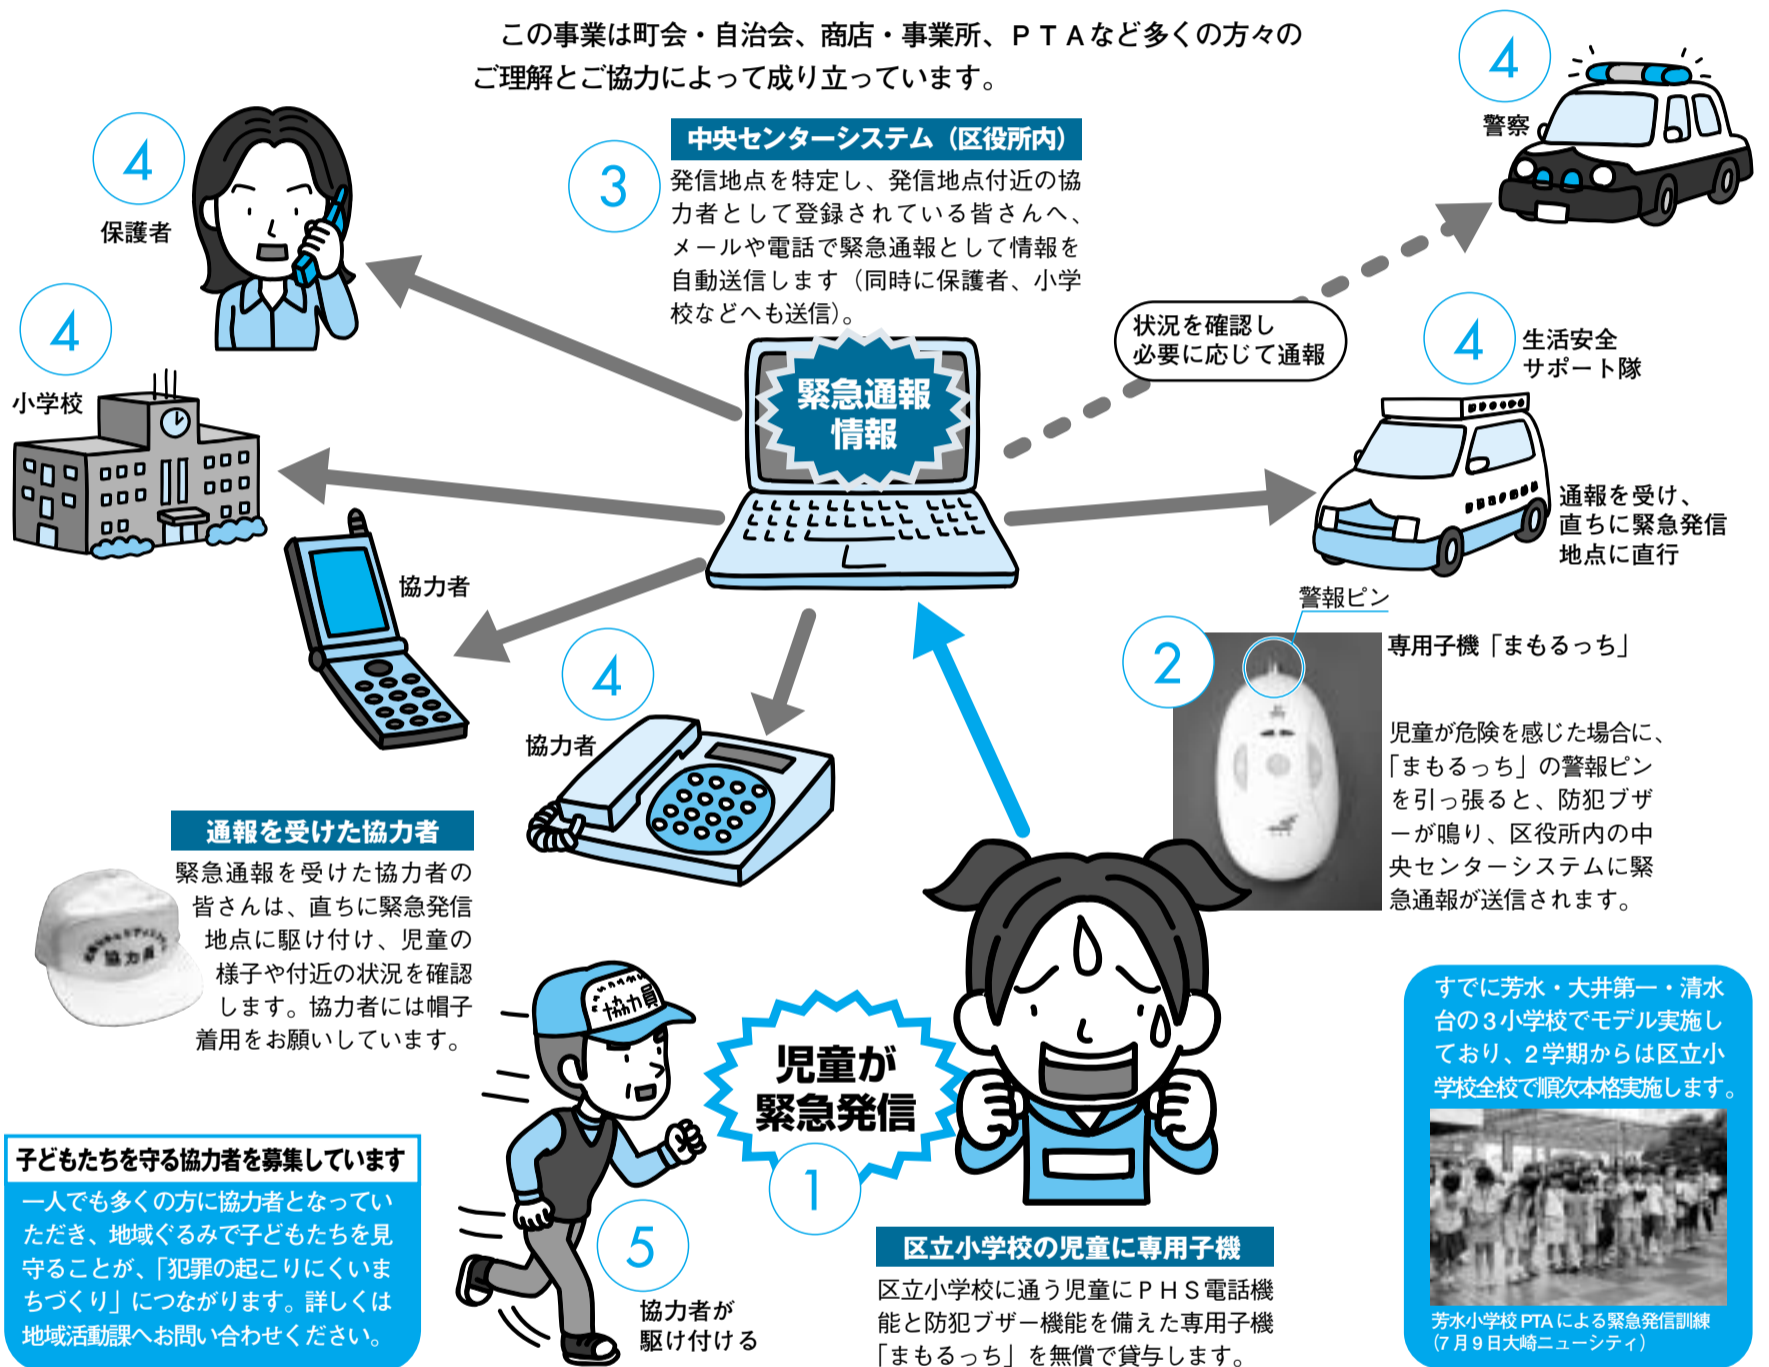 この事業は町会・自治会、商店・事業所、ＰＴＡなど多くの方々の
ご理解とご協力によって成り立っています。
3
中央センターシステム（区役所内）
発信地点を特定し、発信地点付近の協
力者として登録されている皆さんへ、
メールや電話で緊急通報として情報を
自動送信します（同時に保護者、小学
校などへも送信）。
4
保護者
4
小学校
緊急通報
情報
状況を確認し
必要に応じて通報
4
警察
4
生活安全
サポート隊
通報を受け、
直ちに緊急発信
地点に直行
協力者
4
協力者
2
警報ピン
専用子機「まもるっち」
児童が危険を感じた場合に、
「まもるっち」の警報ピン
を引っ張ると、防犯ブザ
ーが鳴り、区役所内の中
央センターシステムに緊
急通報が送信されます。
通報を受けた協力者
緊急通報を受けた協力者の
皆さんは、直ちに緊急発信
地点に駆け付け、児童の
様子や付近の状況を確認
します。協力者には帽子
着用をお願いしています。
協力員
協力員
児童が
緊急発信
1
5
協力者が
駆け付ける
区立小学校の児童に専用子機
区立小学校に通う児童にＰＨＳ電話機
能と防犯ブザー機能を備えた専用子機
「まもるっち」を無償で貸与します。
子どもたちを守る協力者を募集しています
一人でも多くの方に協力者となってい
ただき、地域ぐるみで子どもたちを見
守ることが、「犯罪の起こりにくいま
ちづくり」につながります。詳しくは
地域活動課へお問い合わせください。
すでに芳水・大井第一・清水
台の３小学校でモデル実施し
ており、２学期からは区立小
学校全校で順次本格実施します。
芳水小学校PTAによる緊急発信訓練
（７月９日大崎ニューシティ）